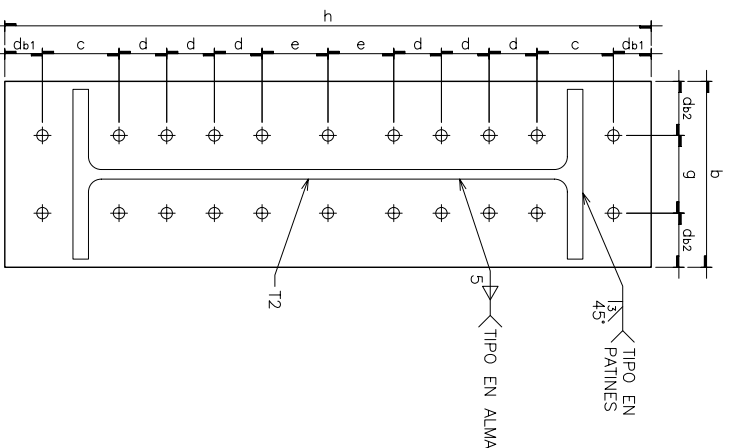 h
db1 c d d d e e d d d c db1
b
db2 g db2
3
45°
TIPO EN
PATINES
5
TIPO EN ALMA
T2